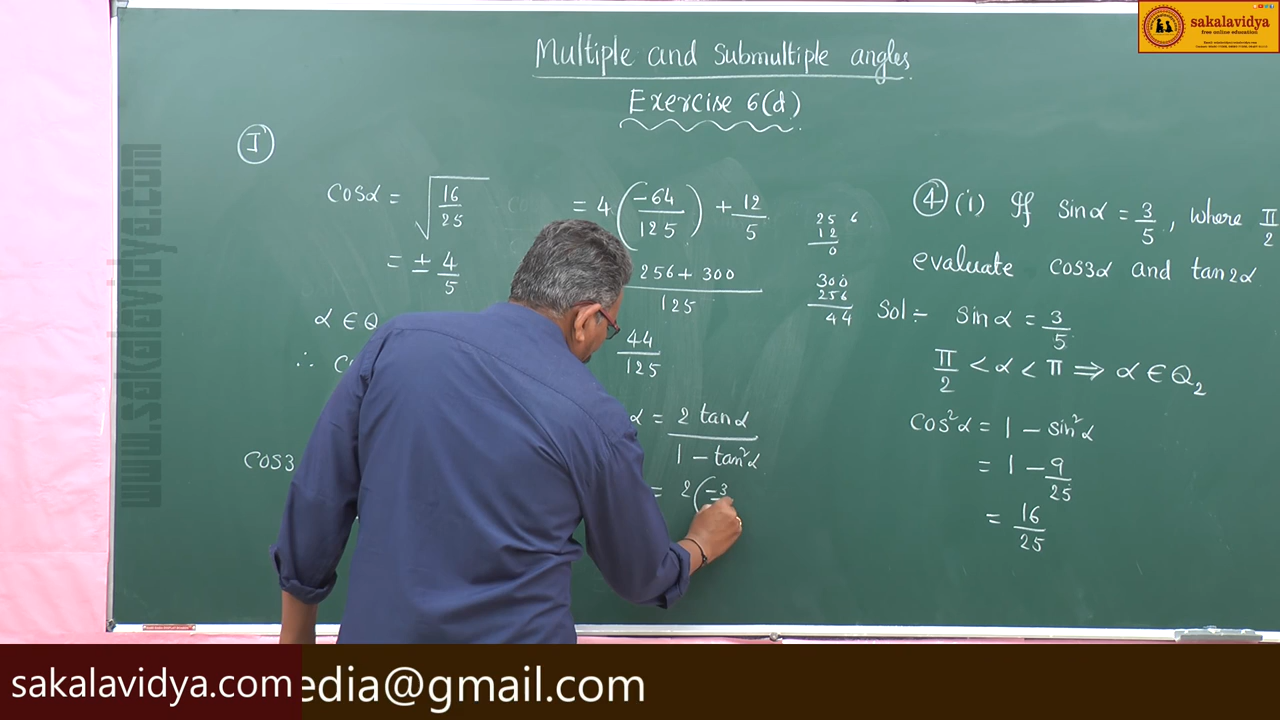 Multiple and Submultiple angles
Exercise 6(d)
I
cosα = √(16/25)
= ± 4/5
α ∈ Q
∴ C
cos3
= 4(-64/125) + 12/5
256 + 300 / 125
44/125
α = 2 tanα / 1 - tan²α
= 2(-3
25 6
12
0
300
256
44
④ (i) If sinα = 3/5, where π/2
evaluate cos3α and tan2α
Sol :- sinα = 3/5
π/2 < α < π ⇒ α ∈ Q₂
cos²α = 1 - sin²α
= 1 - 9/25
= 16/25
sakalavidya
free online education
www.sakalavidya.com
sakalavidya.com
edia@gmail.com